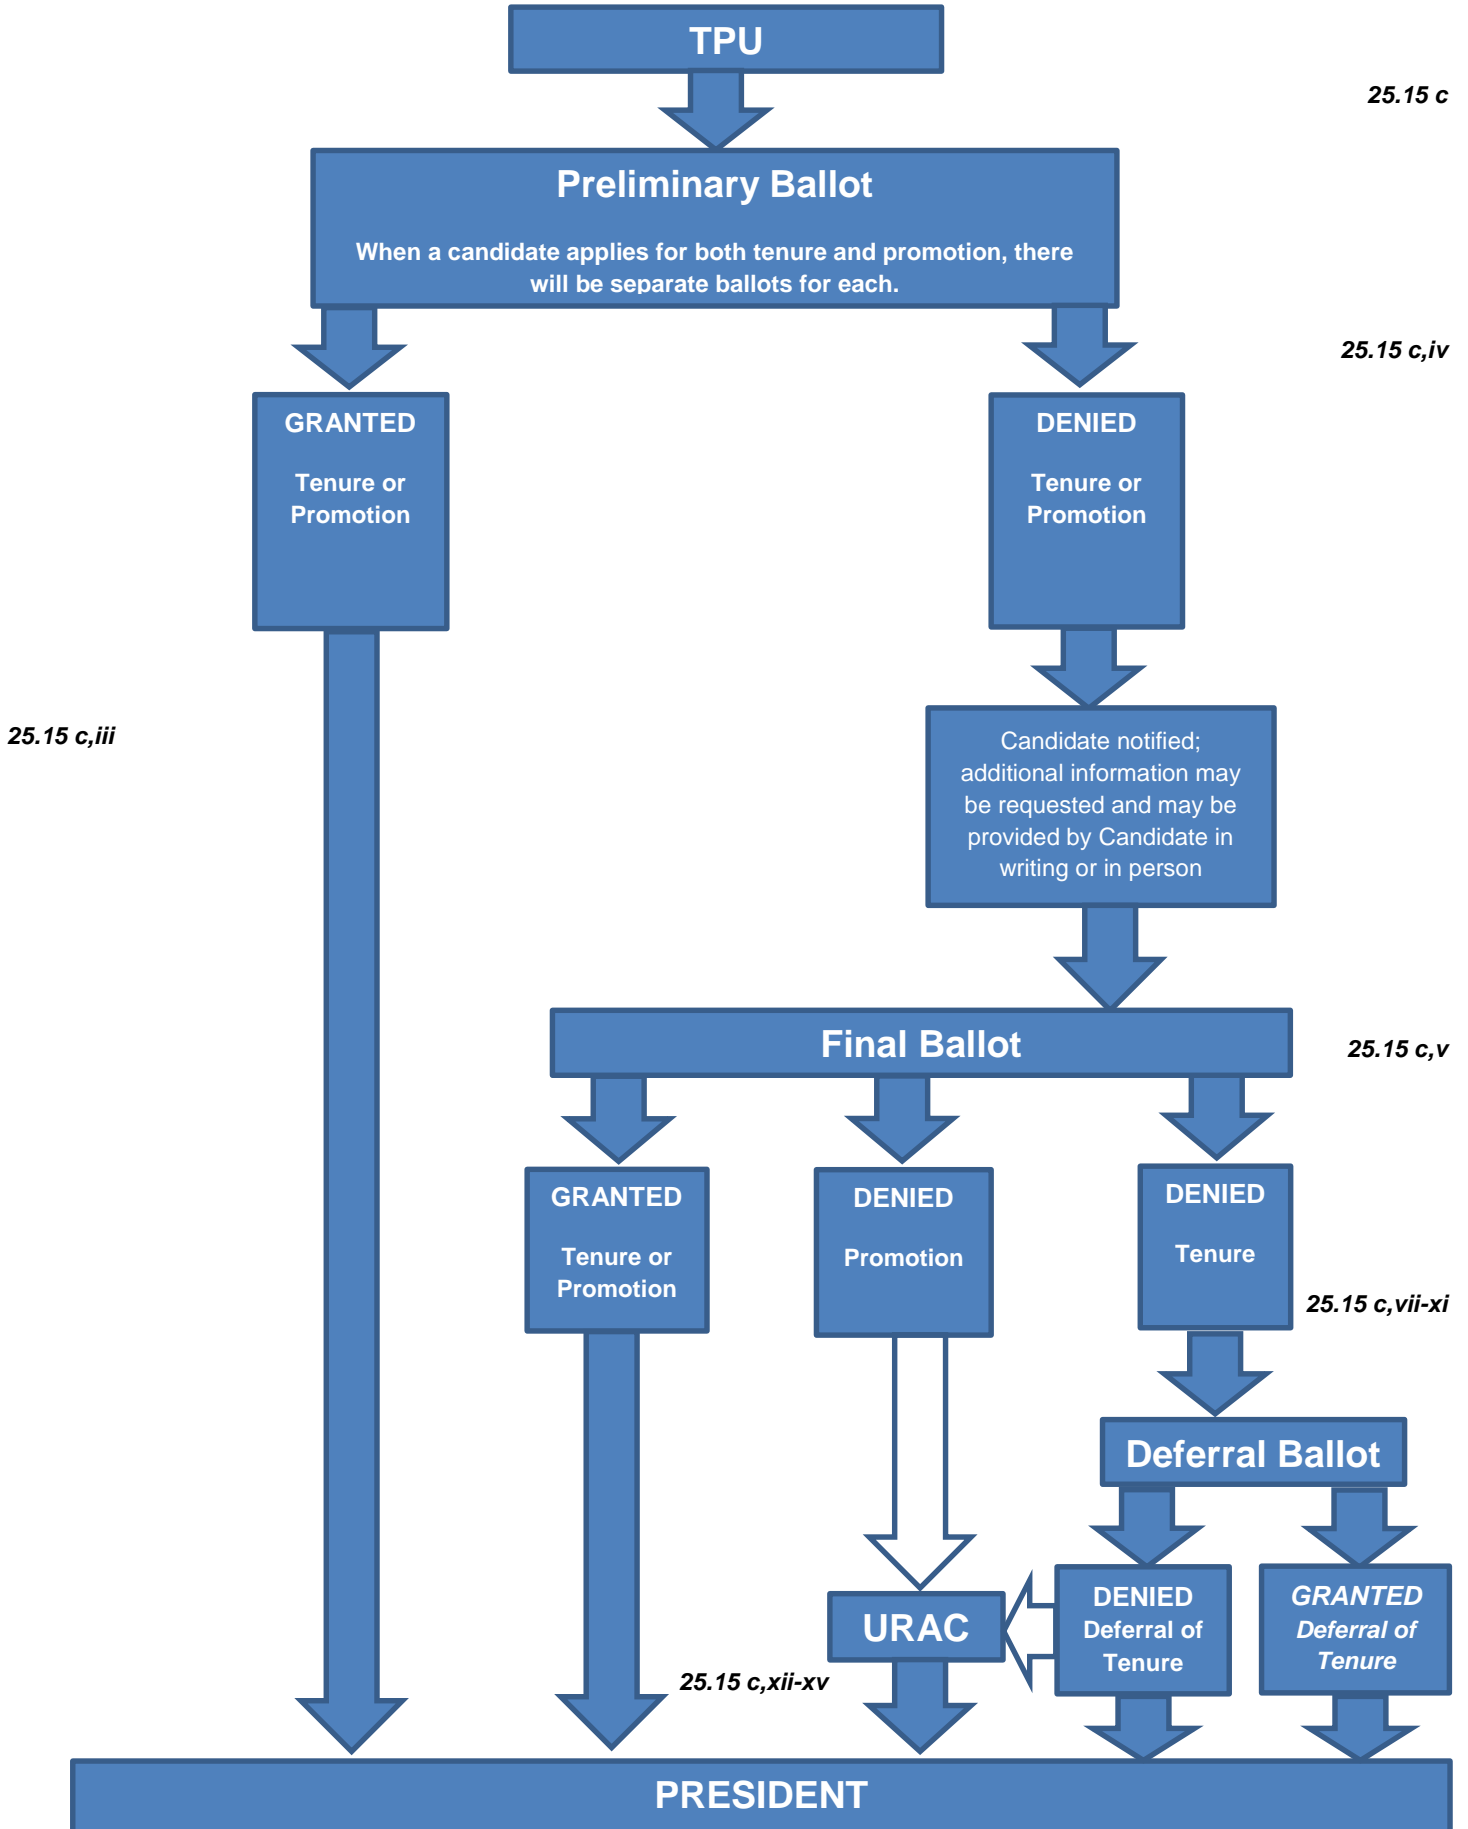 TPU
25.15 c
Preliminary Ballot
When a candidate applies for both tenure and promotion, there
will be separate ballots for each.
25.15 c,iv
GRANTED
Tenure or
Promotion
DENIED
Tenure or
Promotion
25.15 c,iii
Candidate notified;
additional information may
be requested and may be
provided by Candidate in
writing or in person
Final Ballot
25.15 c,v
GRANTED
Tenure or
Promotion
DENIED
Promotion
DENIED
Tenure
25.15 c,vii-xi
Deferral Ballot
URAC
DENIED
Deferral of
Tenure
GRANTED
Deferral of
Tenure
25.15 c,xii-xv
PRESIDENT